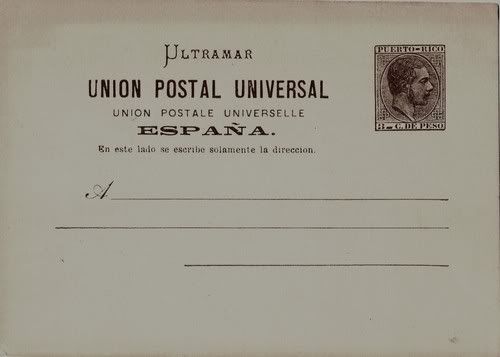 ULTRAMAR
UNION POSTAL UNIVERSAL
UNION POSTALE UNIVERSELLE
ESPAÑA.
En este lado se escribe solamente la direccion.
PUERTO-RICO
3 - C. DE PESO
A